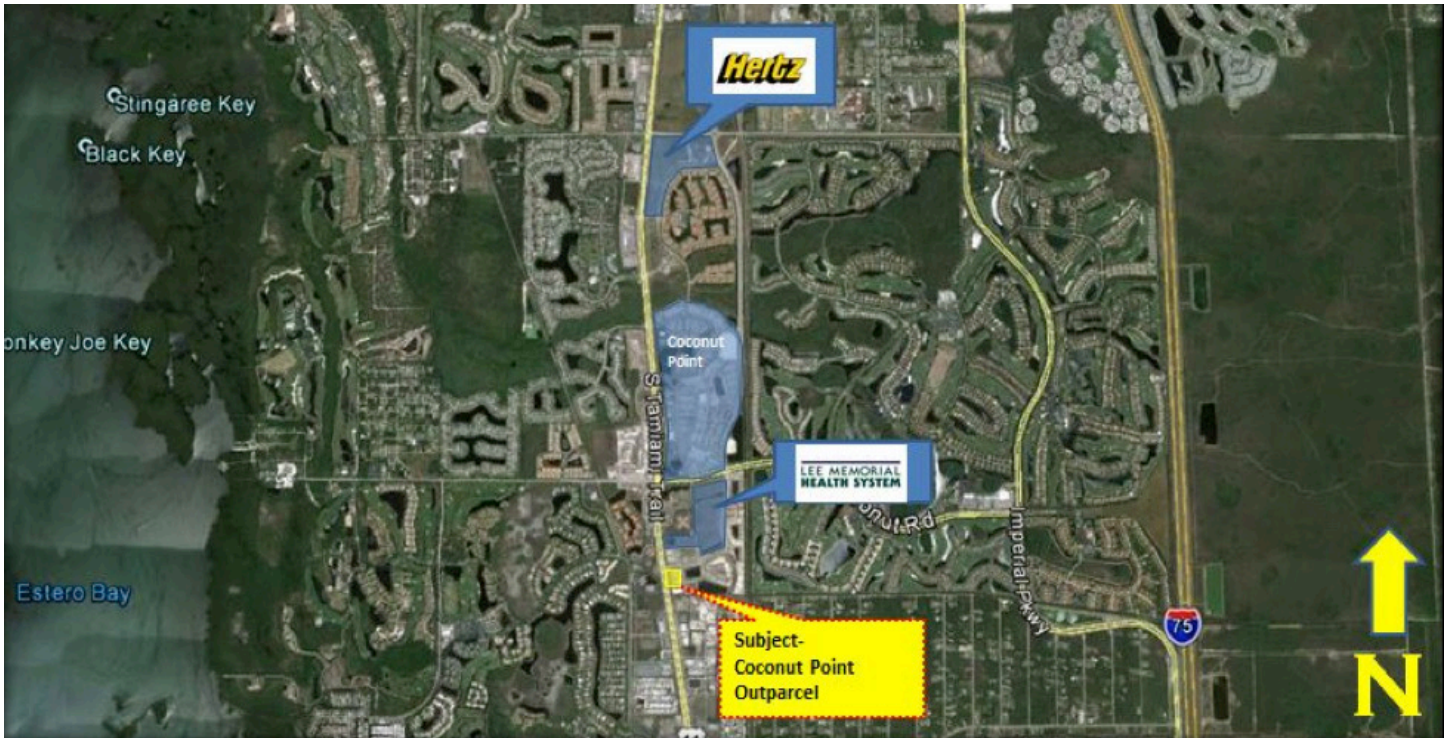 Hertz
Stingaree Key
Black Key
onkey Joe Key
Coconut
Point
S Tamiami Trail
LEE MEMORIAL
HEALTH SYSTEM
onut Rd
Imperial Pkwy
Estero Bay
75
Subject-
Coconut Point
Outparcel
N